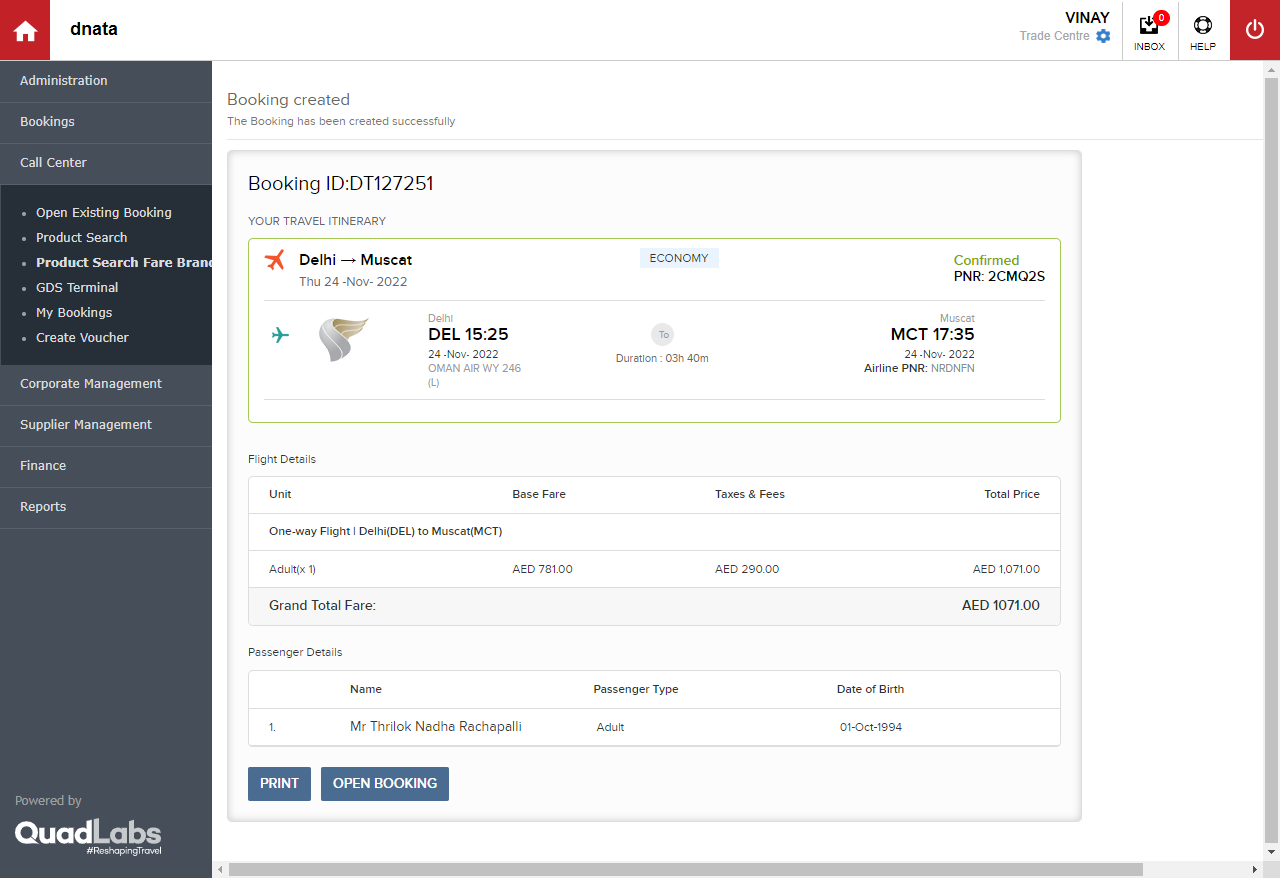 dnata
VINAY
Trade Centre
0
INBOX
HELP
Administration
Bookings
Call Center
Open Existing Booking
Product Search
Product Search Fare Brand
GDS Terminal
My Bookings
Create Voucher
Corporate Management
Supplier Management
Finance
Reports
Powered by
QuadLabs
#ReshapingTravel
Booking created
The Booking has been created successfully
Booking ID:DT127251
YOUR TRAVEL ITINERARY
Delhi → Muscat
Thu 24 -Nov- 2022
ECONOMY
Confirmed
PNR: 2CMQ2S
Delhi
DEL 15:25
24 -Nov- 2022
OMAN AIR WY 246
(L)
To
Duration : 03h 40m
Muscat
MCT 17:35
24 -Nov- 2022
Airline PNR: NRDNFN
Flight Details
Unit Base Fare Taxes & Fees Total Price
One-way Flight | Delhi(DEL) to Muscat(MCT)
Adult(x 1) AED 781.00 AED 290.00 AED 1,071.00
Grand Total Fare: AED 1071.00
Passenger Details
Name Passenger Type Date of Birth
1. Mr Thrilok Nadha Rachapalli Adult 01-Oct-1994
PRINT
OPEN BOOKING